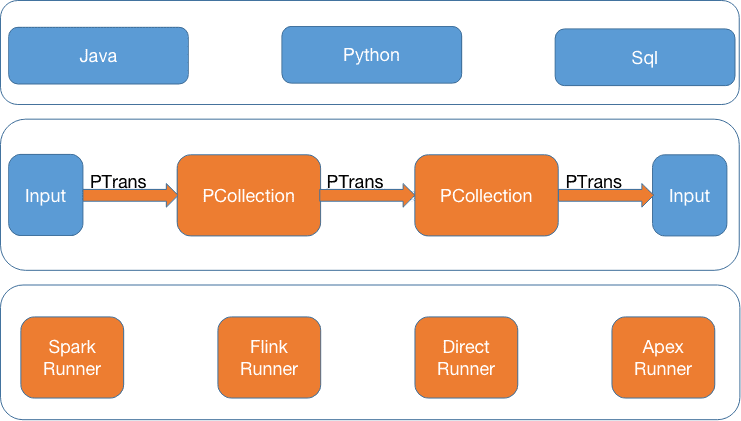 Java
Python
Sql
Input
PTrans
PCollection
PTrans
PCollection
PTrans
Input
Spark
Runner
Flink
Runner
Direct
Runner
Apex
Runner